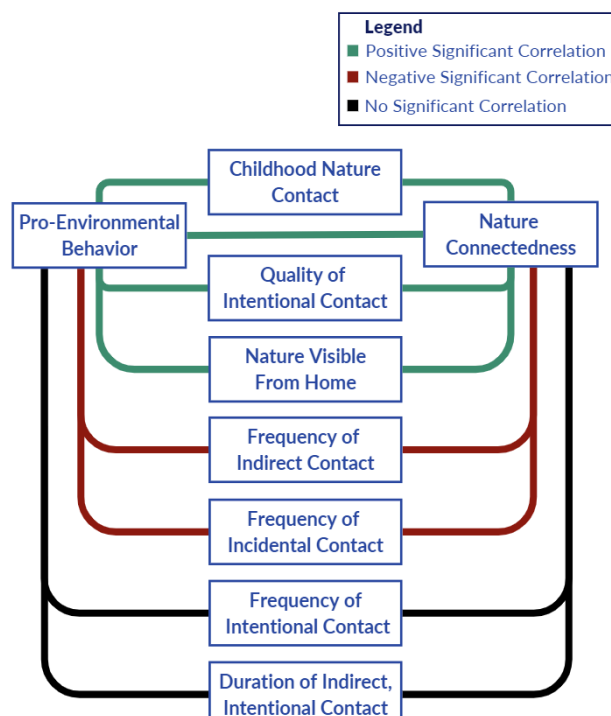 Legend
Positive Significant Correlation
Negative Significant Correlation
No Significant Correlation
Childhood Nature
Contact
Pro-Environmental
Behavior
Nature
Connectedness
Quality of
Intentional Contact
Nature Visible
From Home
Frequency of
Indirect Contact
Frequency of
Incidental Contact
Frequency of
Intentional Contact
Duration of Indirect,
Intentional Contact